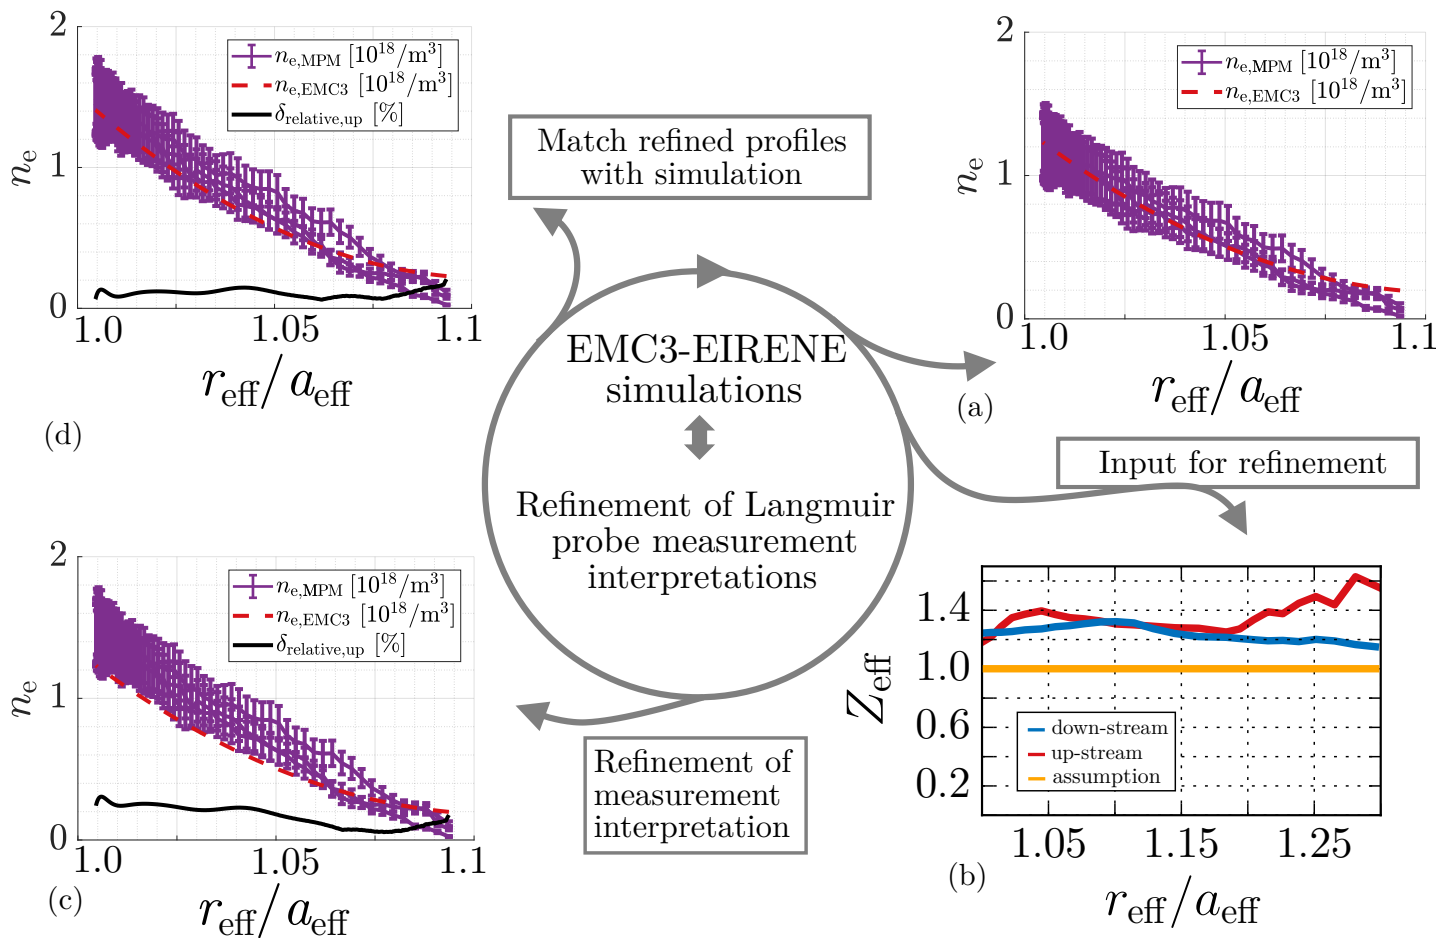 2
1
0
n_e
n_e,MPM [10^18/m^3]
n_e,EMC3 [10^18/m^3]
δ_relative,up [%]
1.0 1.05 1.1
r_eff/a_eff
(d)
Match refined profiles
with simulation
2
1
0
n_e
n_e,MPM [10^18/m^3]
n_e,EMC3 [10^18/m^3]
1.0 1.05 1.1
r_eff/a_eff
(a)
EMC3-EIRENE
simulations
Refinement of Langmuir
probe measurement
interpretations
Input for refinement
1.4
1.0
0.6
0.2
Z_eff
down-stream
up-stream
assumption
1.05 1.15 1.25
r_eff/a_eff
(b)
2
1
0
n_e
n_e,MPM [10^18/m^3]
n_e,EMC3 [10^18/m^3]
δ_relative,up [%]
1.0 1.05 1.1
r_eff/a_eff
(c)
Refinement of
measurement
interpretation